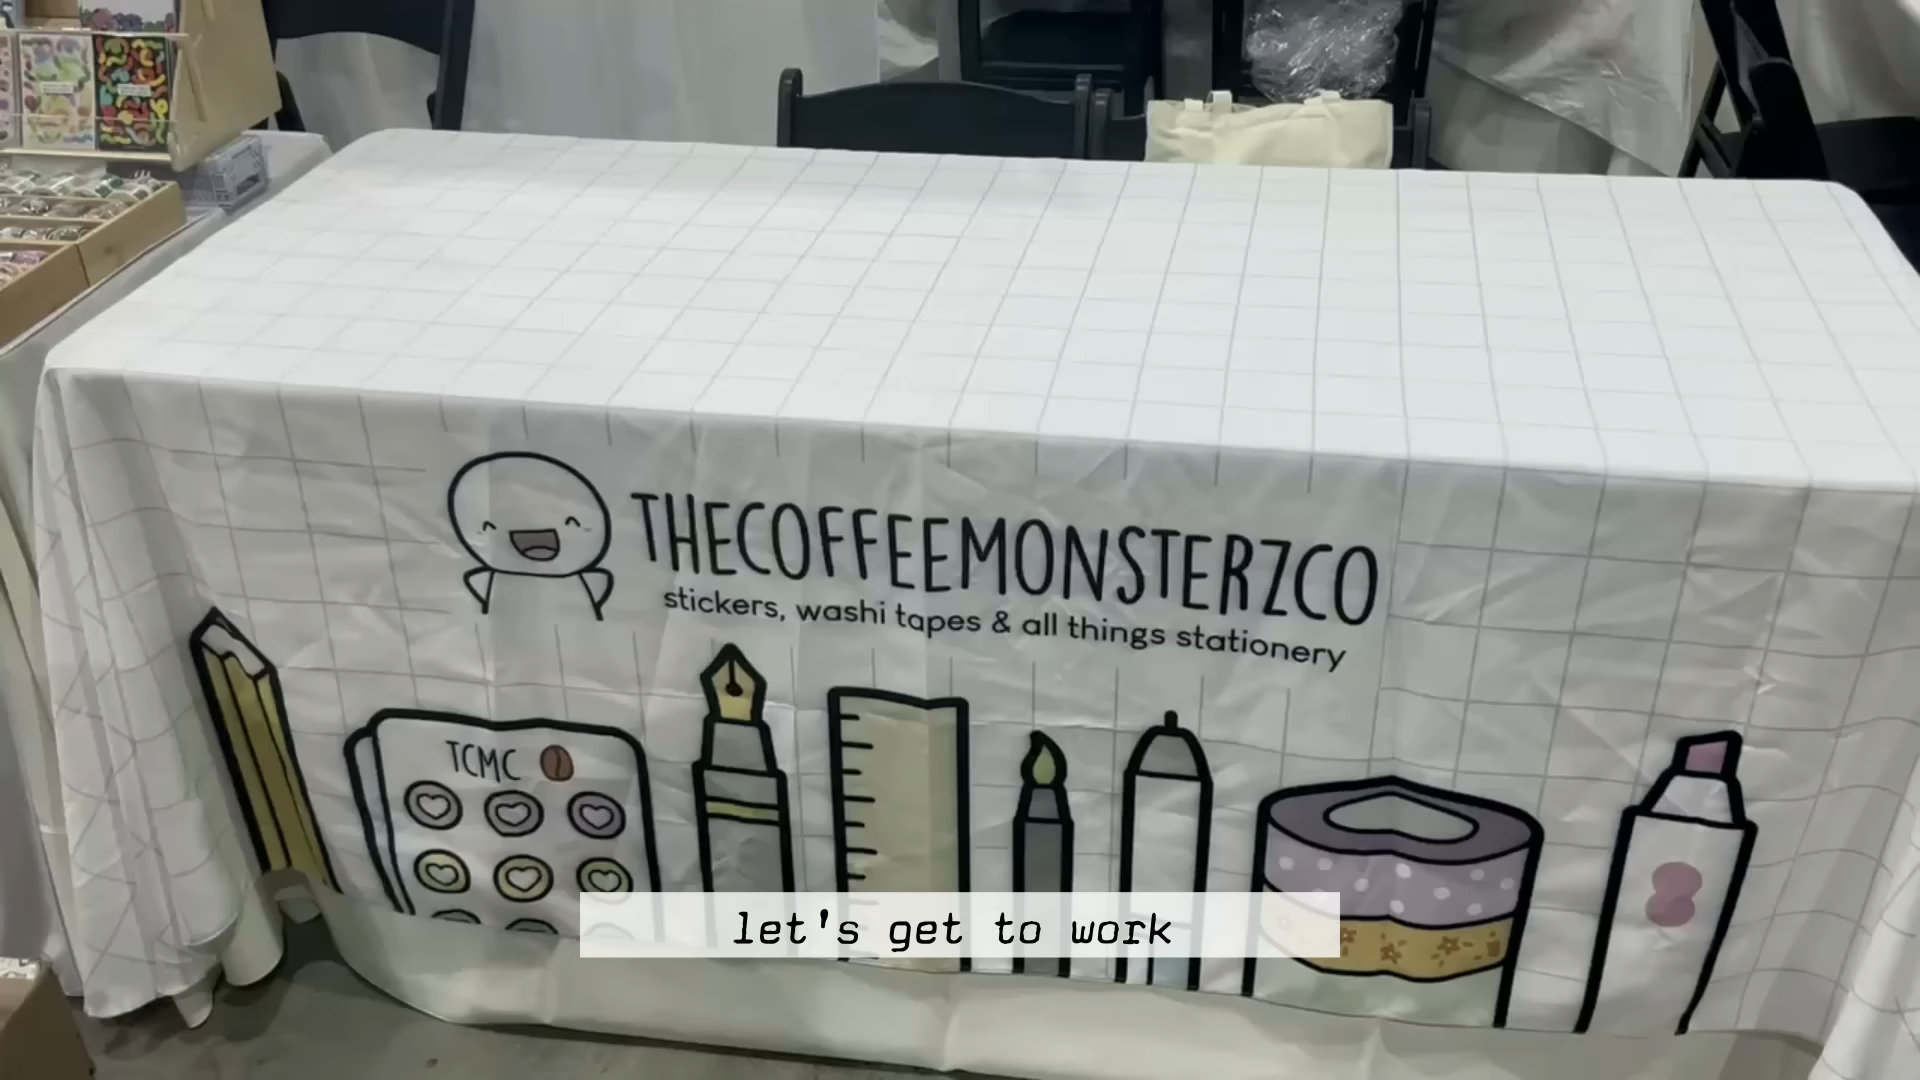 THECOFFEEMONSTERZCO
stickers, washi tapes & all things stationery
TCMC
let's get to work